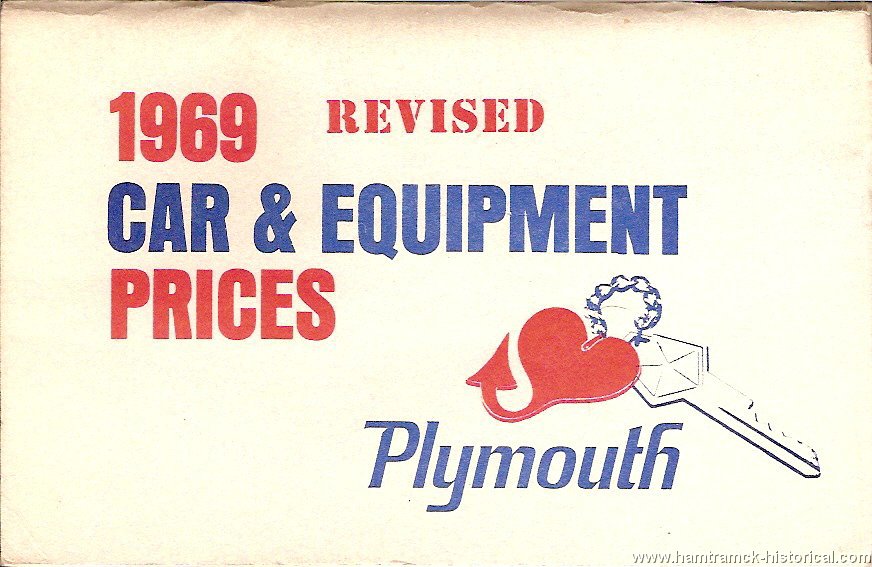 1969 REVISED
CAR & EQUIPMENT
PRICES
Plymouth
www.hamtramck-historical.com